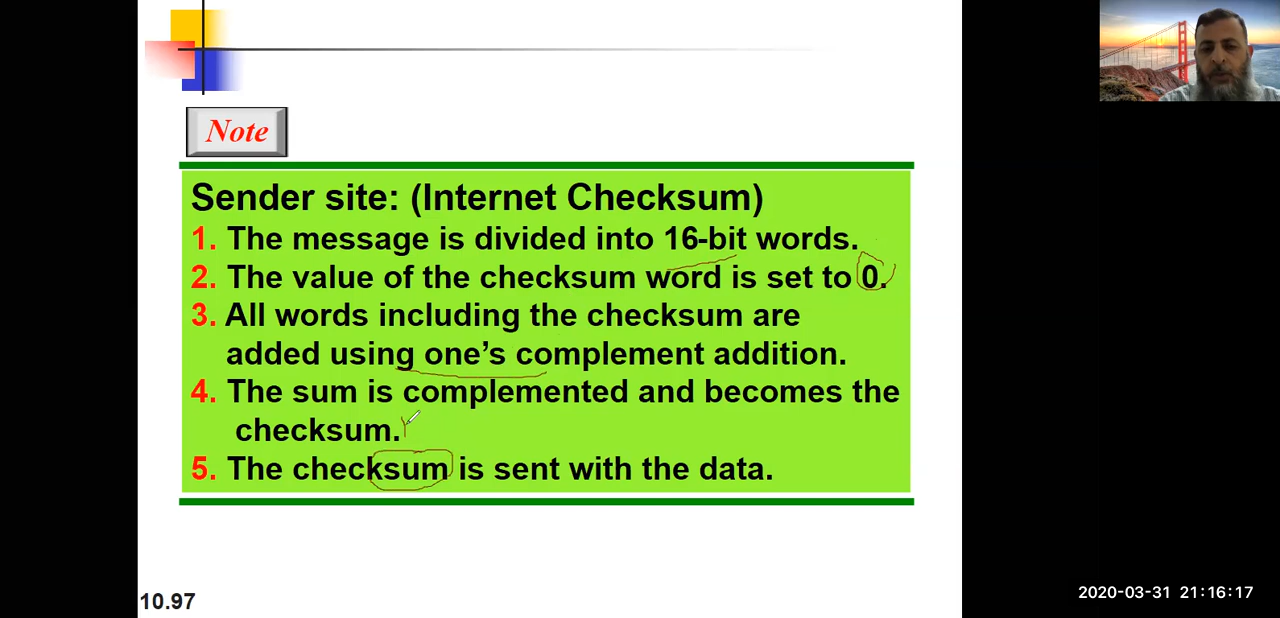 Note
Sender site: (Internet Checksum)
1. The message is divided into 16-bit words.
2. The value of the checksum word is set to 0.
3. All words including the checksum are
added using one’s complement addition.
4. The sum is complemented and becomes the
checksum.
5. The checksum is sent with the data.
10.97
2020-03-31 21:16:17